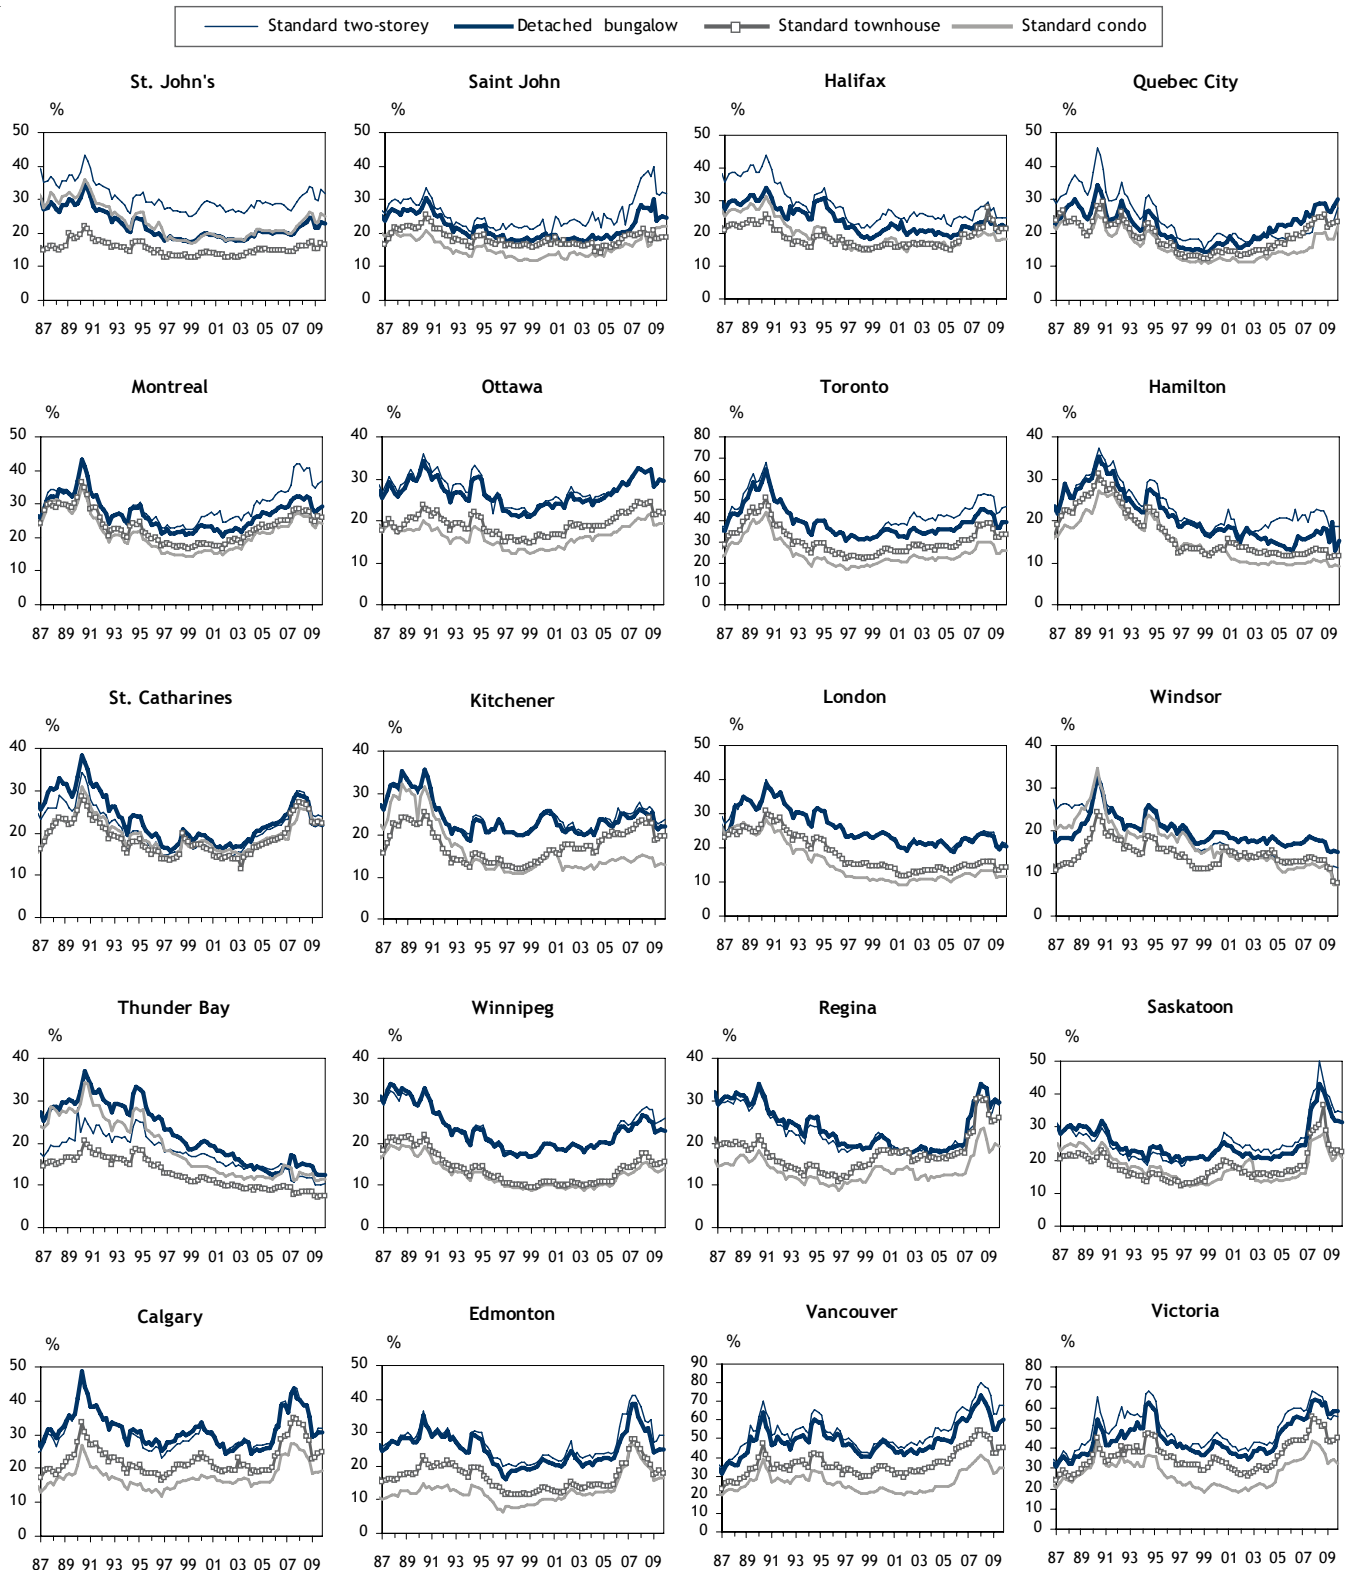 Standard two-storey Detached bungalow Standard townhouse Standard condo
St. John's Saint John Halifax Quebec City
% % % %
50 50 50 50
40 40 40 40
30 30 30 30
20 20 20 20
10 10 10 10
0 0 0 0
87 89 91 93 95 97 99 01 03 05 07 09 87 89 91 93 95 97 99 01 03 05 07 09 87 89 91 93 95 97 99 01 03 05 07 09 87 89 91 93 95 97 99 01 03 05 07 09
Montreal Ottawa Toronto Hamilton
% % % %
50 40 80 40
70
40 30 60 30
30 50
20 40 20
20 30
10 10 20 10
10
0 0 0 0
87 89 91 93 95 97 99 01 03 05 07 09 87 89 91 93 95 97 99 01 03 05 07 09 87 89 91 93 95 97 99 01 03 05 07 09 87 89 91 93 95 97 99 01 03 05 07 09
St. Catharines Kitchener London Windsor
% % % %
40 40 50 40
30 30 40 30
30
20 20 20 20
10 10 10 10
0 0 0 0
87 89 91 93 95 97 99 01 03 05 07 09 87 89 91 93 95 97 99 01 03 05 07 09 87 89 91 93 95 97 99 01 03 05 07 09 87 89 91 93 95 97 99 01 03 05 07 09
Thunder Bay Winnipeg Regina Saskatoon
% % % %
40 40 40 50
30 30 30 40
30
20 20 20 20
10 10 10 10
0 0 0 0
87 89 91 93 95 97 99 01 03 05 07 09 87 89 91 93 95 97 99 01 03 05 07 09 87 89 91 93 95 97 99 01 03 05 07 09 87 89 91 93 95 97 99 01 03 05 07 09
Calgary Edmonton Vancouver Victoria
% % % %
50 50 90 80
80 70
40 40 70 60
30 30 60 50
50 40
20 20 40 30
30 20
10 10 20 10
10
0 0 0 0
87 89 91 93 95 97 99 01 03 05 07 09 87 89 91 93 95 97 99 01 03 05 07 09 87 89 91 93 95 97 99 01 03 05 07 09 87 89 91 93 95 97 99 01 03 05 07 09